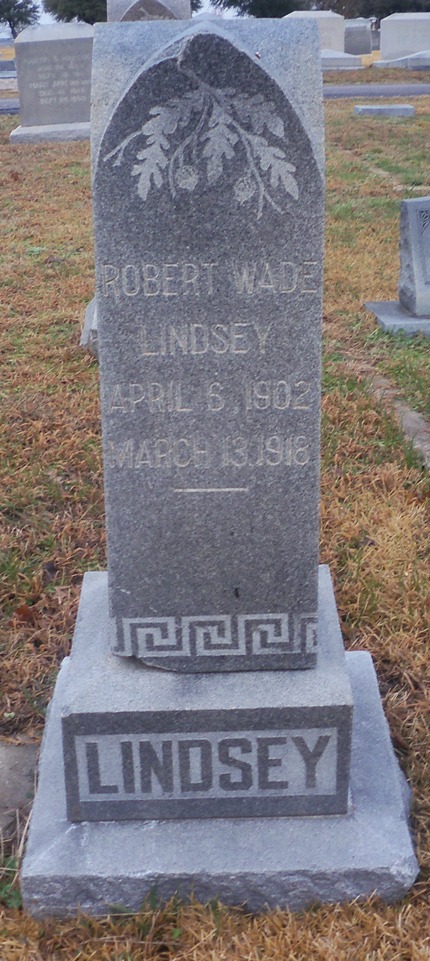 ROBERT WADE
LINDSEY
APRIL 6, 1902
MARCH 13, 1918
LINDSEY